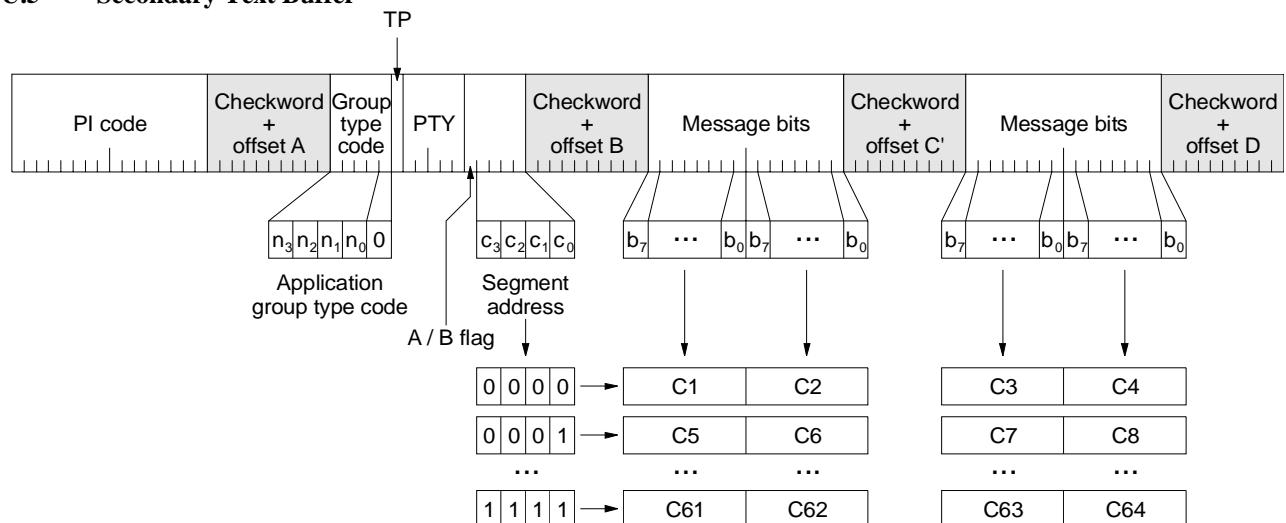 Secondary Text Buffer
TP
PI code
Checkword + offset A
Group type code
PTY
Checkword + offset B
Message bits
Checkword + offset C'
Message bits
Checkword + offset D
n3 n2 n1 n0 0
c3 c2 c1 c0
b7 ... b0 b7 ... b0
b7 ... b0 b7 ... b0
Application group type code
A / B flag
Segment address
0 0 0 0 C1 C2 C3 C4
0 0 0 1 C5 C6 C7 C8
... ... ... ... ...
1 1 1 1 C61 C62 C63 C64